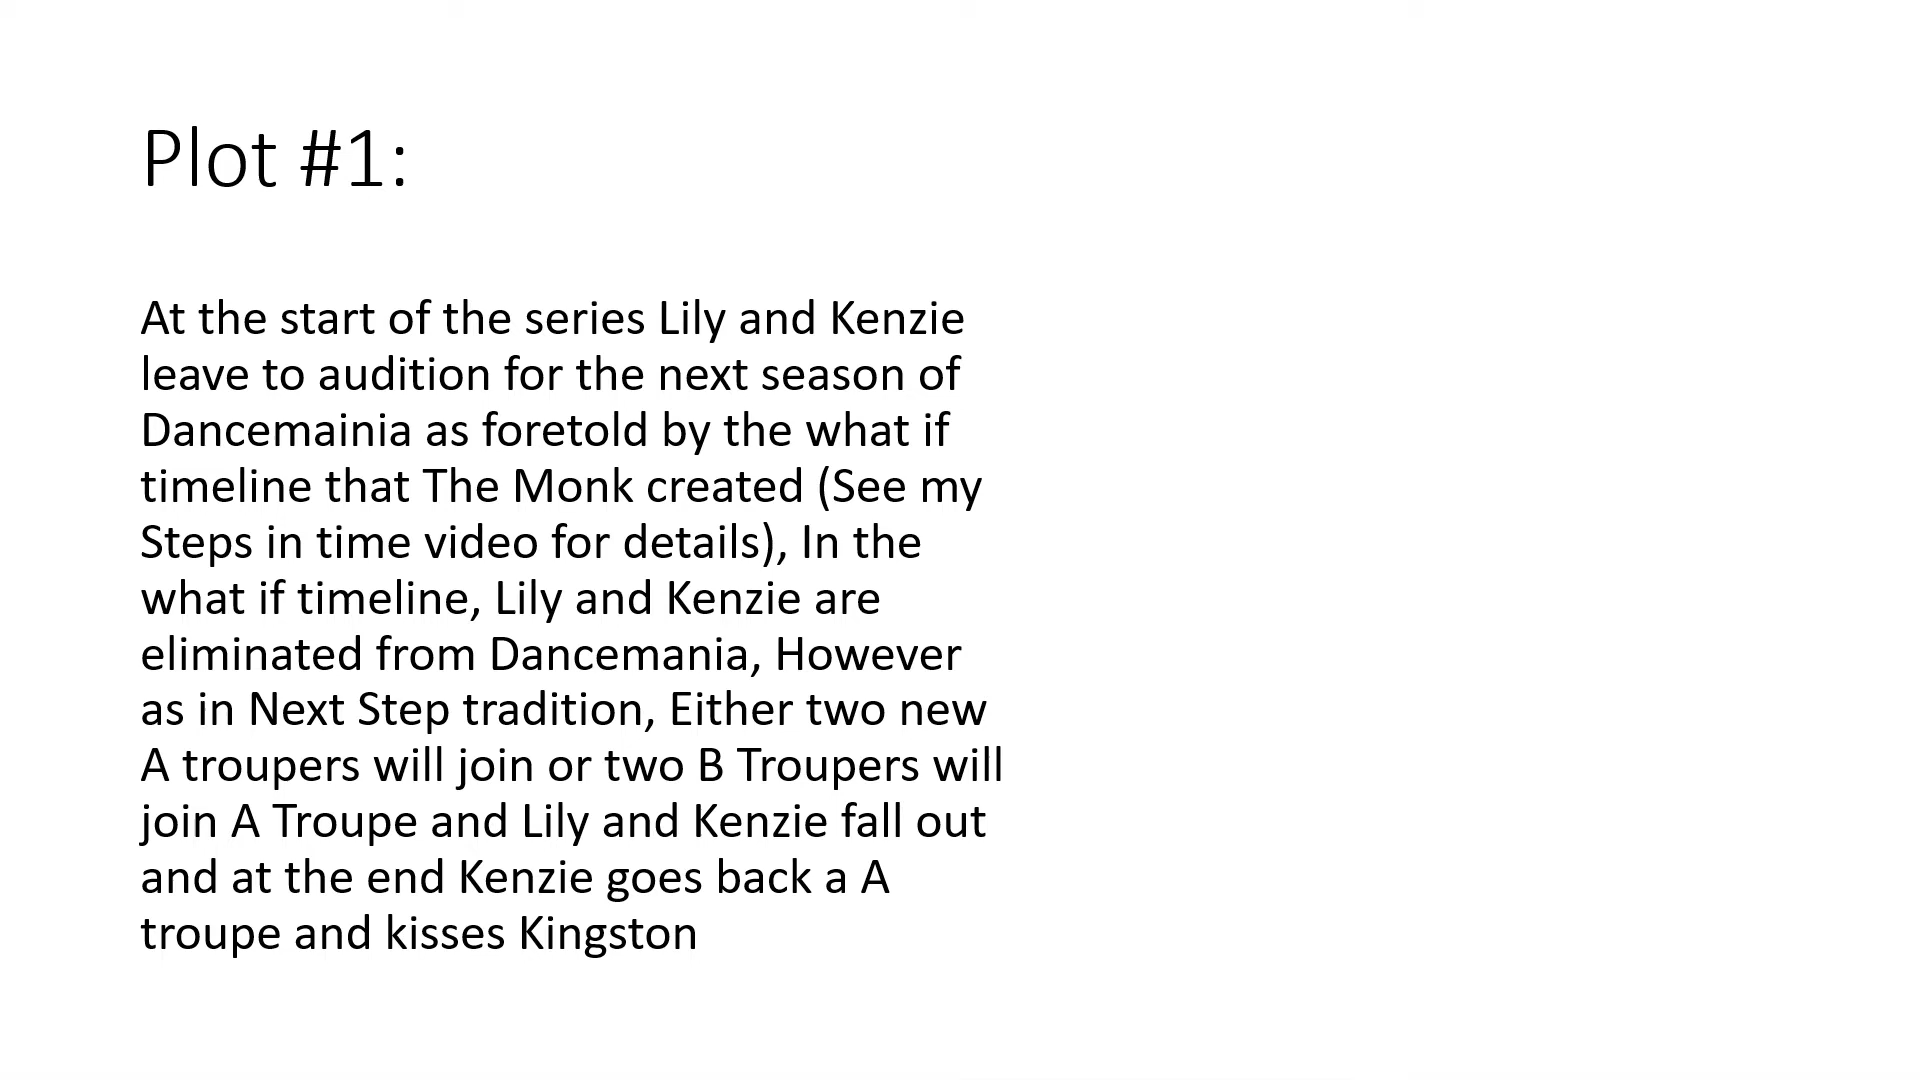 Plot #1:
At the start of the series Lily and Kenzie
leave to audition for the next season of
Dancemainia as foretold by the what if
timeline that The Monk created (See my
Steps in time video for details), In the
what if timeline, Lily and Kenzie are
eliminated from Dancemania, However
as in Next Step tradition, Either two new
A troupers will join or two B Troupers will
join A Troupe and Lily and Kenzie fall out
and at the end Kenzie goes back a A
troupe and kisses Kingston